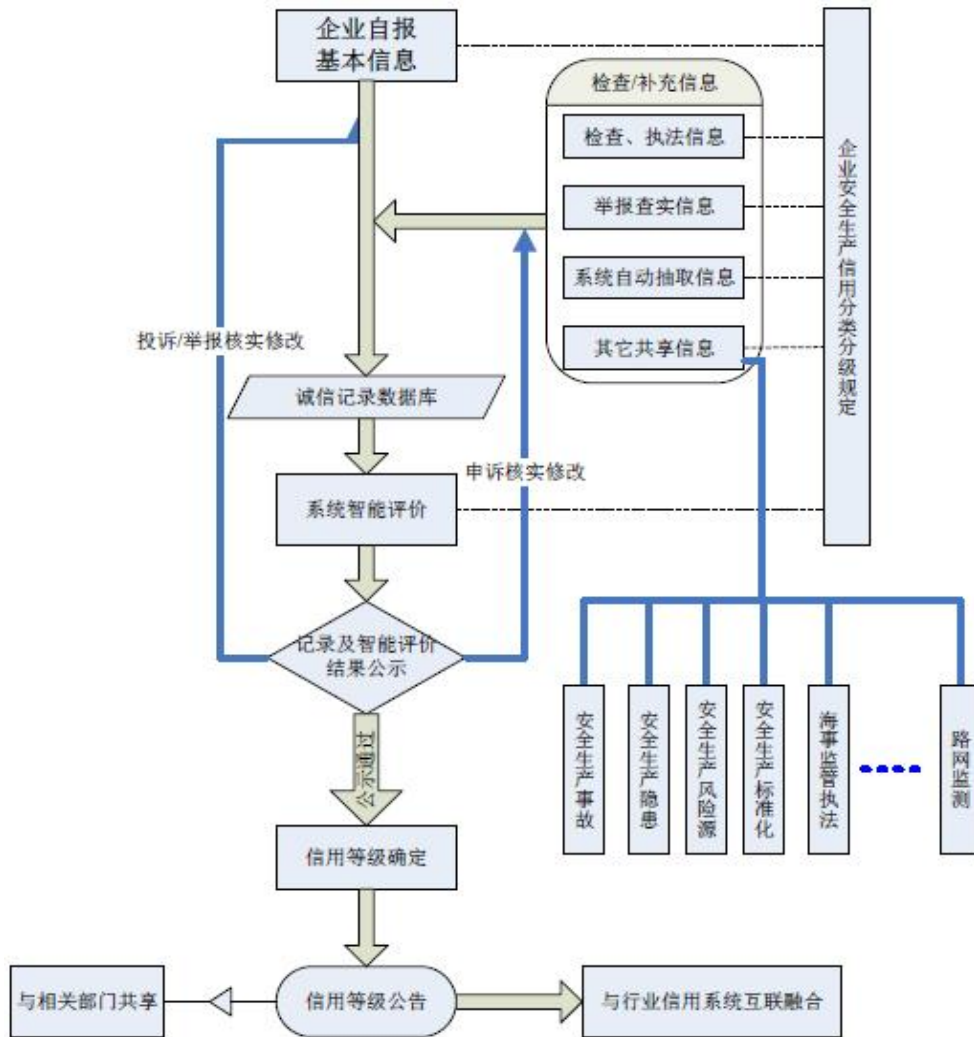 企业自报
基本信息
检查/补充信息
检查、执法信息
举报查实信息
系统自动抽取信息
其它共享信息
企业安全生产信用分类分级规定
投诉/举报核实修改
诚信记录数据库
申诉核实修改
系统智能评价
记录及智能评价
结果公示
安全生产事故
安全生产隐患
安全生产风险源
安全生产标准化
海事监管执法
路网监测
公示通过
信用等级确定
与相关部门共享
信用等级公告
与行业信用系统互联融合